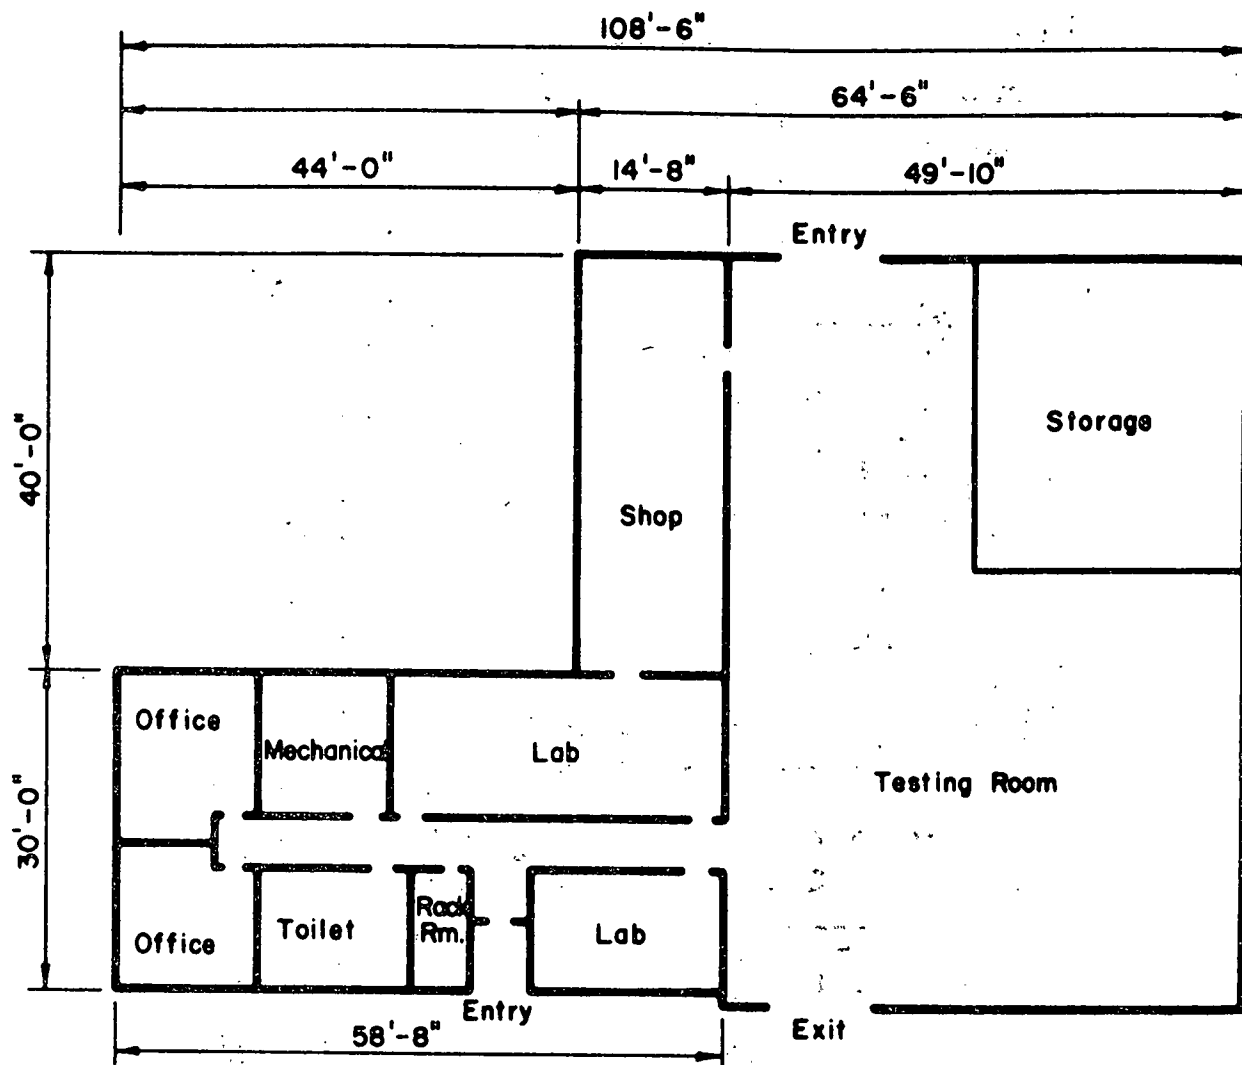 108'-6"
64'-6"
44'-0"
14'-8"
49'-10"
Entry
40'-0"
Storage
Shop
30'-0"
Office
Mechanical
Lab
Testing Room
Office
Toilet
Rack
Rm.
Lab
Entry
Exit
58'-8"